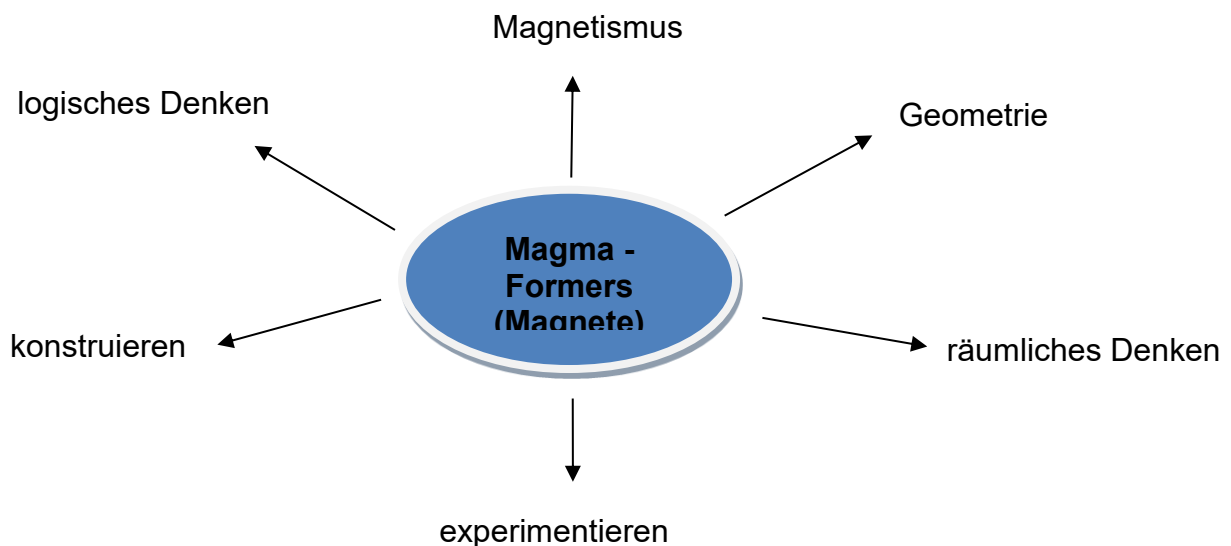 Magnetismus
logisches Denken
Geometrie
Magma -
Formers
(Magnete)
konstruieren
räumliches Denken
experimentieren